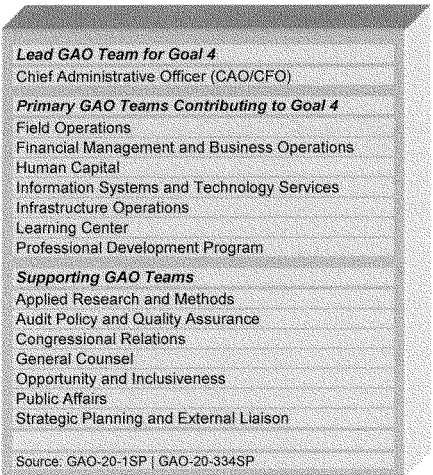 Lead GAO Team for Goal 4
Chief Administrative Officer (CAO/CFO)
Primary GAO Teams Contributing to Goal 4
Field Operations
Financial Management and Business Operations
Human Capital
Information Systems and Technology Services
Infrastructure Operations
Learning Center
Professional Development Program
Supporting GAO Teams
Applied Research and Methods
Audit Policy and Quality Assurance
Congressional Relations
General Counsel
Opportunity and Inclusiveness
Public Affairs
Strategic Planning and External Liaison
Source: GAO-20-1SP | GAO-20-334SP